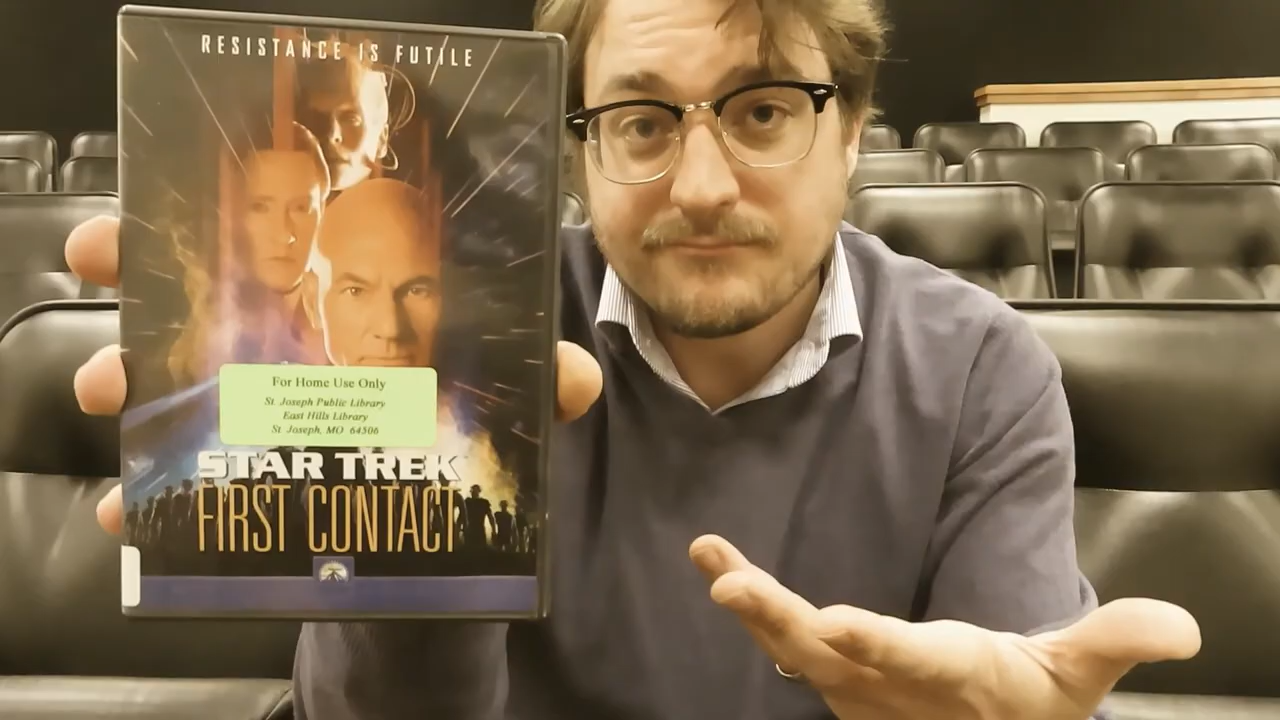 RESISTANCE IS FUTILE
For Home Use Only
St. Joseph Public Library
East Hills Library
St. Joseph, MO 64506
STAR TREK
FIRST CONTACT